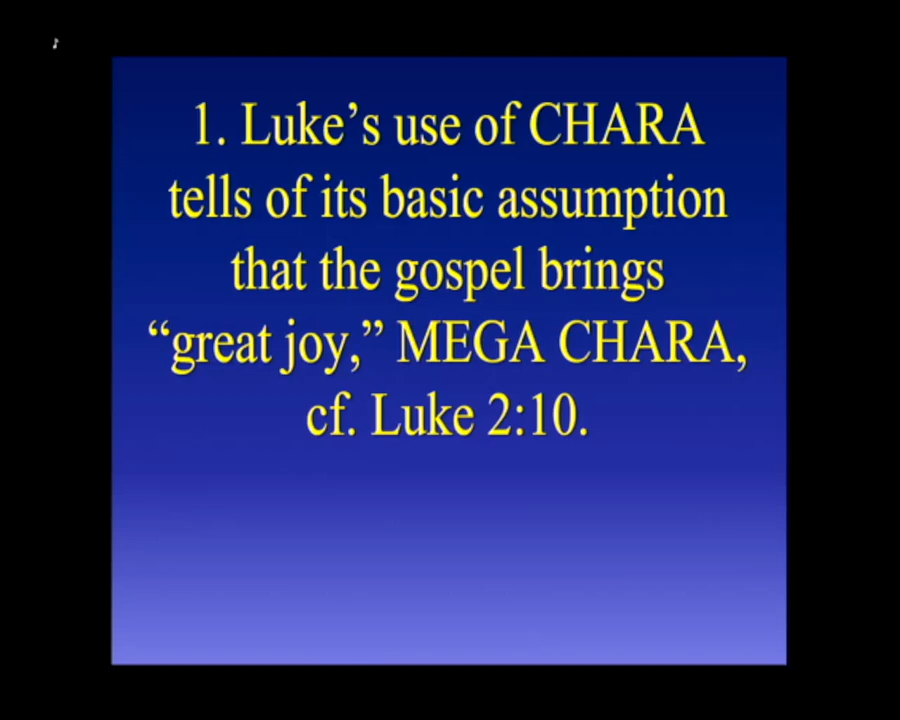 1. Luke’s use of CHARA
tells of its basic assumption
that the gospel brings
“great joy,” MEGA CHARA,
cf. Luke 2:10.